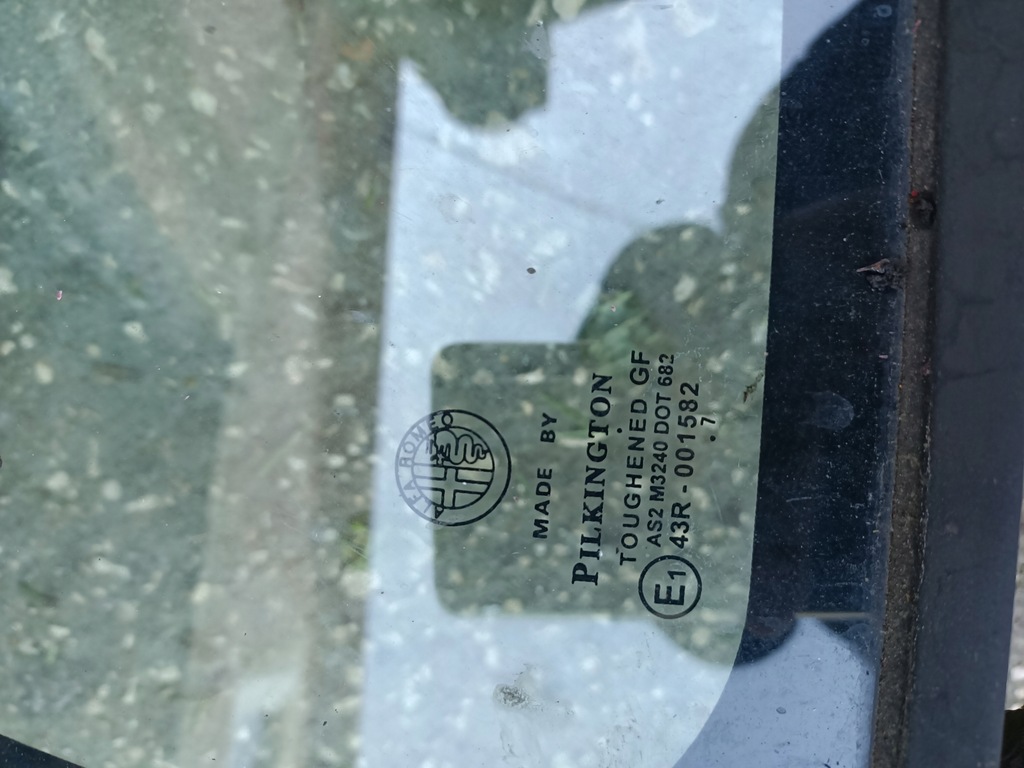 ALFA ROMEO
MADE BY
PILKINGTON
TOUGHENED GF
AS2 M3240 DOT 682
E1 43R - 001582
. 7